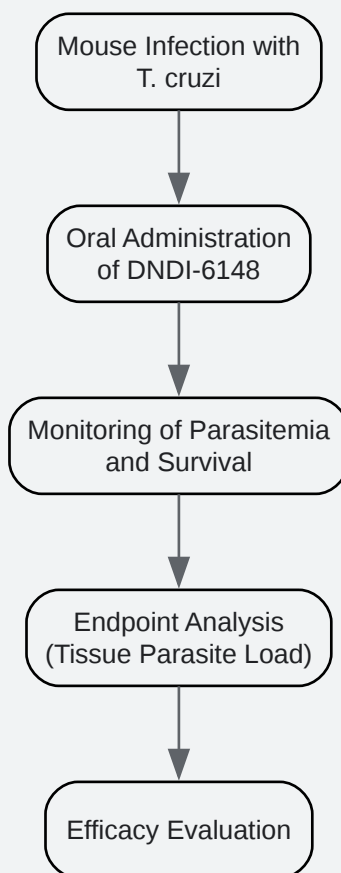 Mouse Infection with
T. cruzi
Oral Administration
of DNDI-6148
Monitoring of Parasitemia
and Survival
Endpoint Analysis
(Tissue Parasite Load)
Efficacy Evaluation